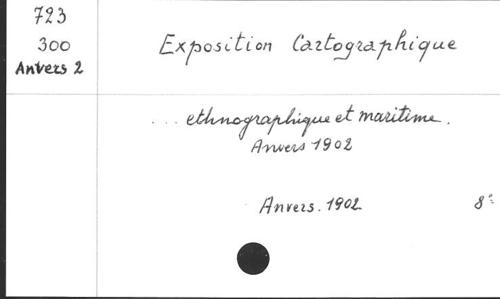 723
300
Anvers 2
Exposition Cartographique
... ethnographique et maritime.
Anvers 1902
Anvers. 1902 8°